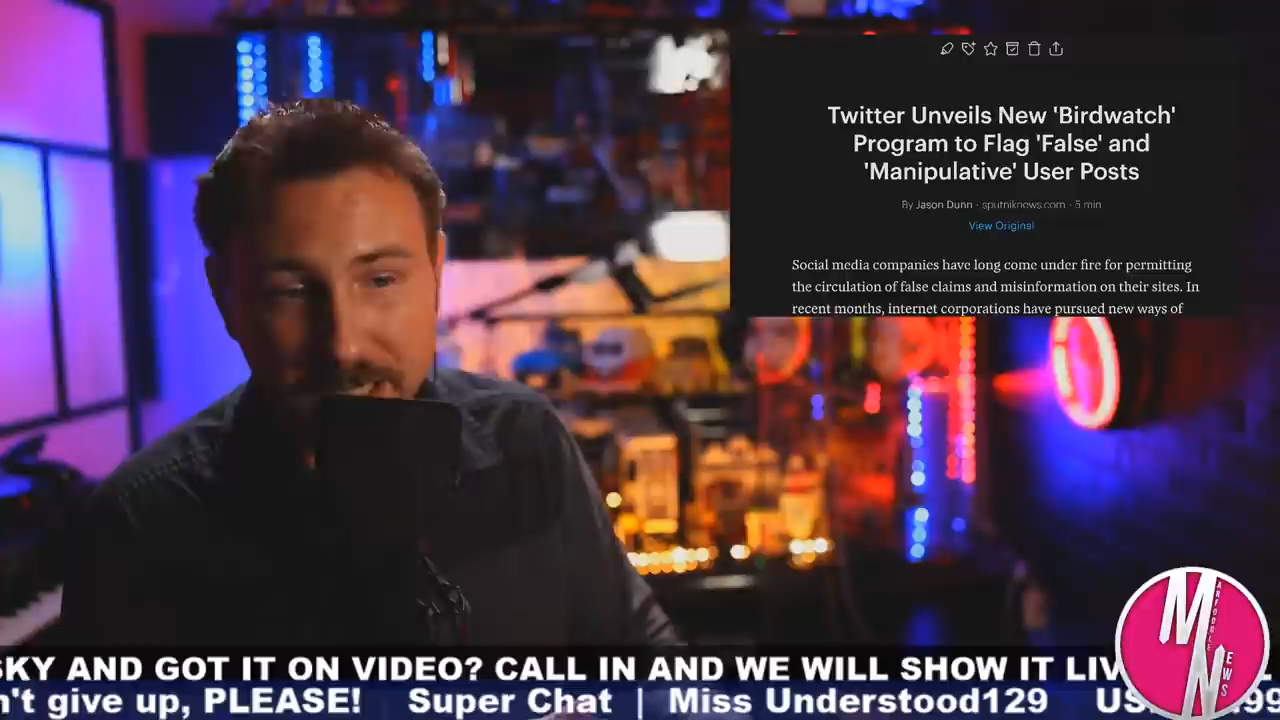 Twitter Unveils New 'Birdwatch'
Program to Flag 'False' and
'Manipulative' User Posts
By Jason Dunn · sputniknews.com · 5 min
View Original
Social media companies have long come under fire for permitting
the circulation of false claims and misinformation on their sites. In
recent months, internet corporations have pursued new ways of
MARFOOGLE
NEWS
SKY AND GOT IT ON VIDEO? CALL IN AND WE WILL SHOW IT LIV
n't give up, PLEASE! Super Chat | Miss Understood129 US